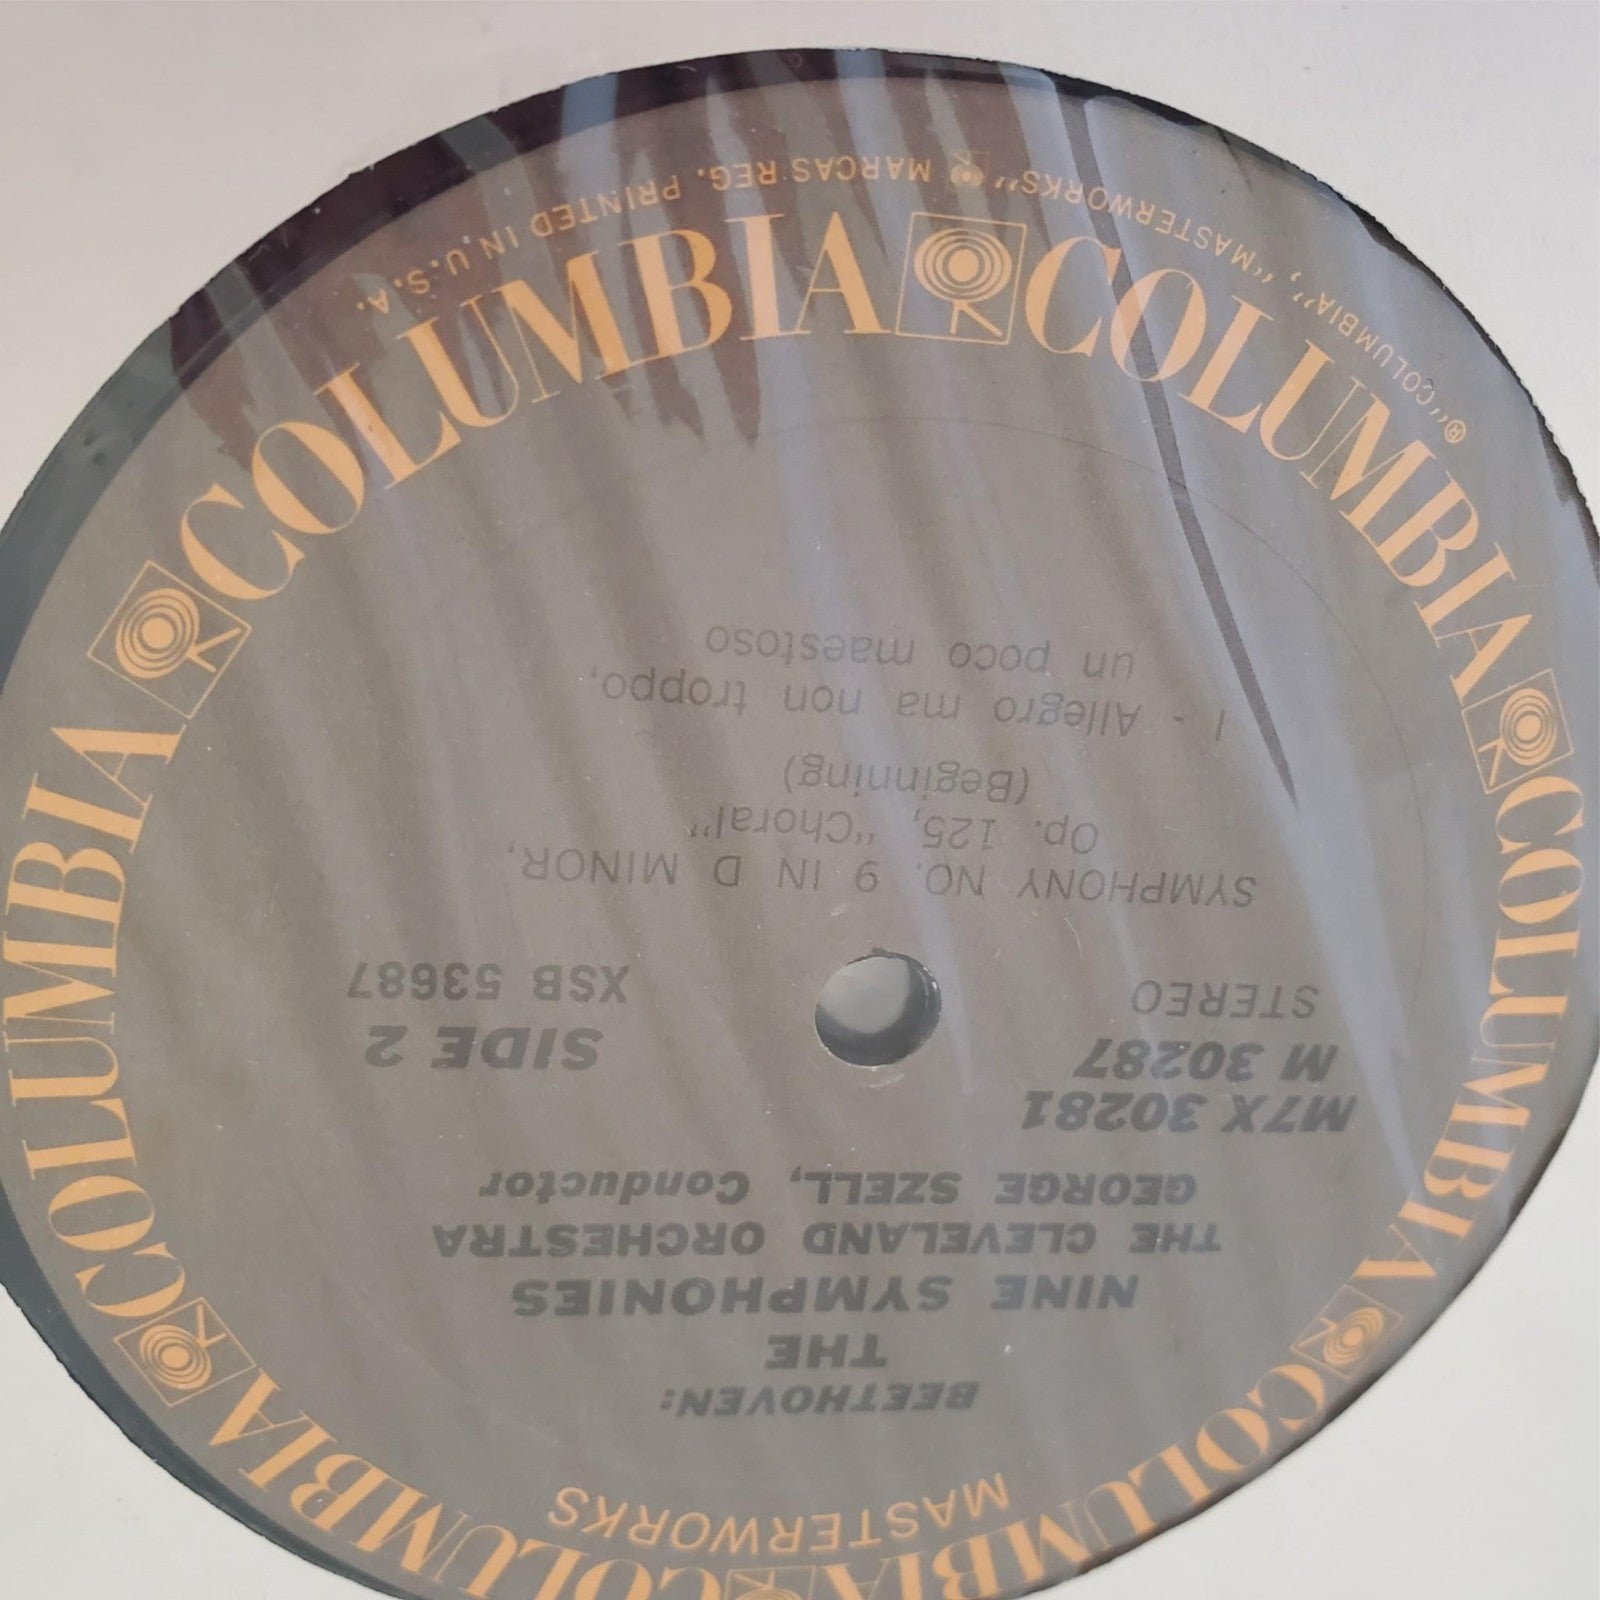 MASTERWORKS
BEETHOVEN:
THE
NINE SYMPHONIES
THE CLEVELAND ORCHESTRA
GEORGE SZELL, Conductor
M7X 30281
M 30287
SIDE 2
STEREO
XSB 53687
SYMPHONY NO. 9 IN D MINOR,
Op. 125, "Choral"
(Beginning)
I - Allegro ma non troppo,
un poco maestoso
COLUMBIA COLUMBIA COLUMBIA COLUMBIA COLUMBIA COLUMBIA COLUMBIA COLUMBIA
® "COLUMBIA", "MASTERWORKS" MARCAS REG. PRINTED IN U.S.A.